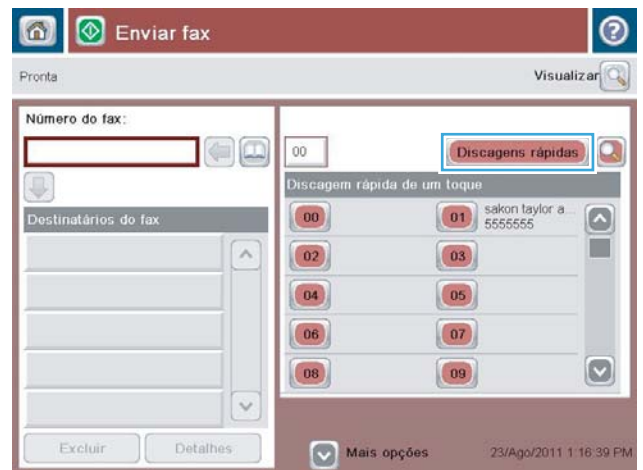 Enviar fax
Pronta
Visualizar
Número do fax:
00
Discagens rápidas
Discagem rápida de um toque
Destinatários do fax
00
01
sakon taylor a...
5555555
02
03
04
05
06
07
08
09
Excluir
Detalhes
Mais opções
23/Ago/2011 1:16:39 PM